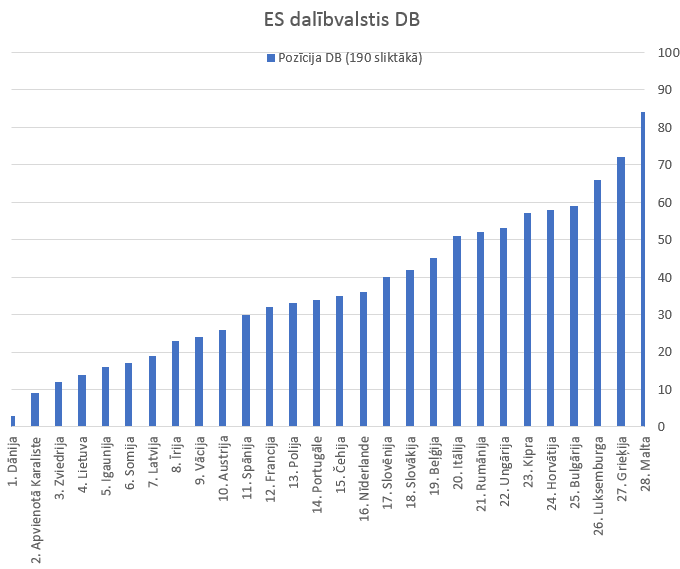 ES dalībvalstis DB
Pozīcija DB (190 sliktākā)
100
90
80
70
60
50
40
30
20
10
0
1. Dānija
2. Apvienotā Karaliste
3. Zviedrija
4. Lietuva
5. Igaunija
6. Somija
7. Latvija
8. Īrija
9. Vācija
10. Austrija
11. Spānija
12. Francija
13. Polija
14. Portugāle
15. Čehija
16. Nīderlande
17. Slovēnija
18. Slovākija
19. Beļģija
20. Itālija
21. Rumānija
22. Ungārija
23. Kipra
24. Horvātija
25. Bulgārija
26. Luksemburga
27. Grieķija
28. Malta